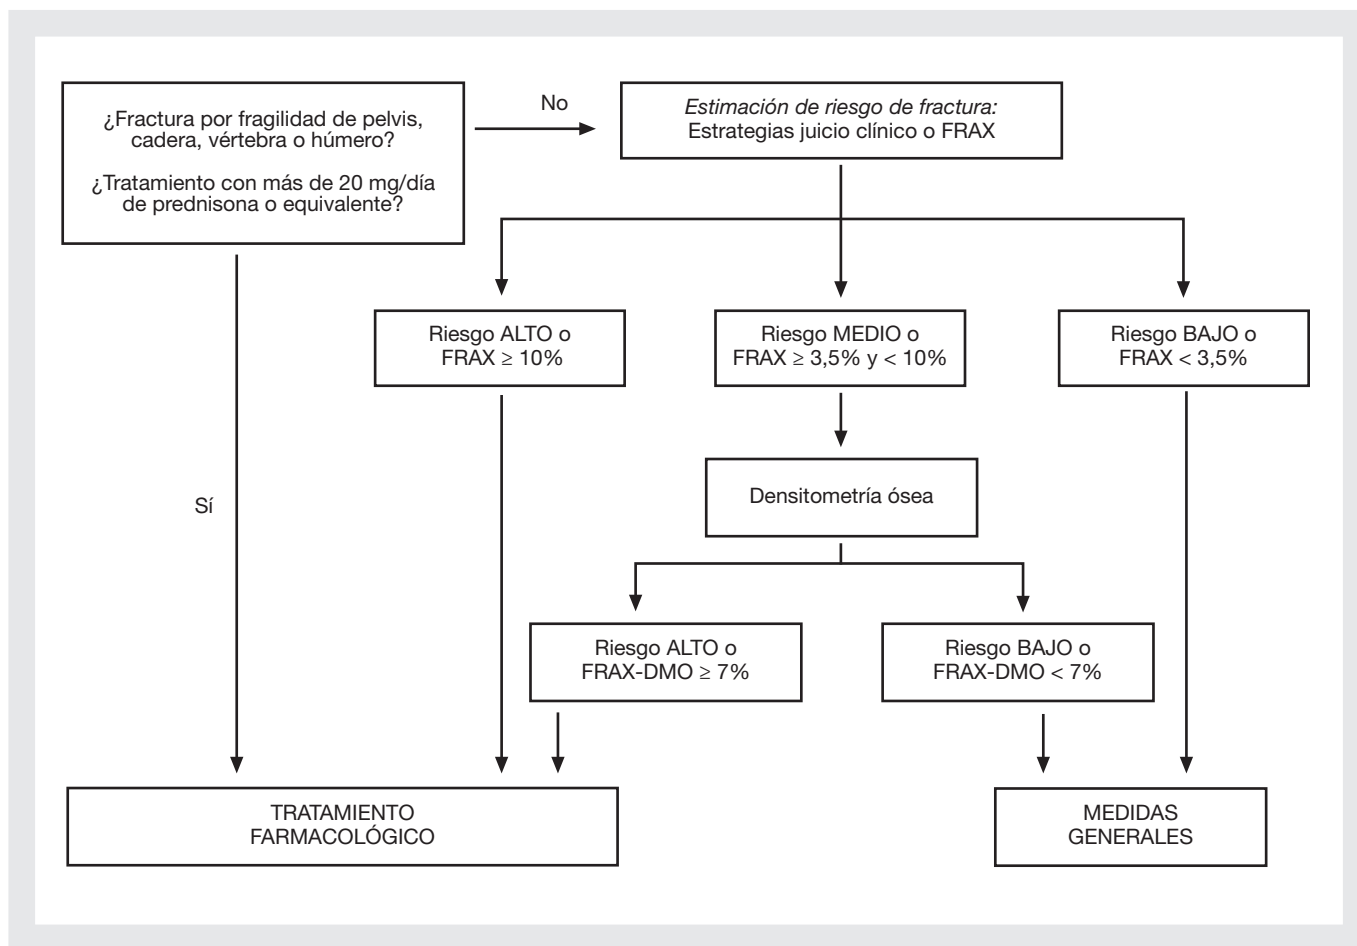 ¿Fractura por fragilidad de pelvis,
cadera, vértebra o húmero?
¿Tratamiento con más de 20 mg/día
de prednisona o equivalente?
No
Estimación de riesgo de fractura:
Estrategias juicio clínico o FRAX
Riesgo ALTO o
FRAX ≥ 10%
Riesgo MEDIO o
FRAX ≥ 3,5% y < 10%
Riesgo BAJO o
FRAX < 3,5%
Densitometría ósea
Sí
Riesgo ALTO o
FRAX-DMO ≥ 7%
Riesgo BAJO o
FRAX-DMO < 7%
TRATAMIENTO
FARMACOLÓGICO
MEDIDAS
GENERALES